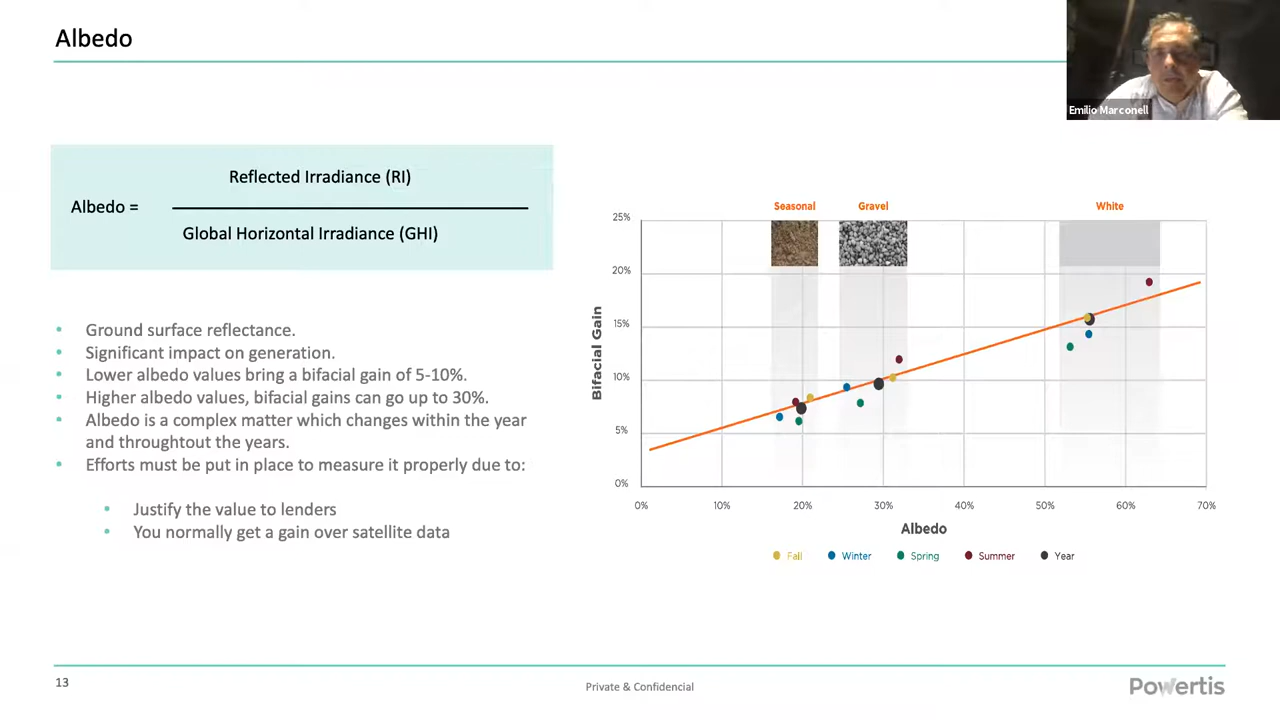 Albedo
Emilio Marconell
Reflected Irradiance (RI)
Albedo =
Global Horizontal Irradiance (GHI)
• Ground surface reflectance.
• Significant impact on generation.
• Lower albedo values bring a bifacial gain of 5-10%.
• Higher albedo values, bifacial gains can go up to 30%.
• Albedo is a complex matter which changes within the year
and throughtout the years.
• Efforts must be put in place to measure it properly due to:
• Justify the value to lenders
• You normally get a gain over satellite data
Seasonal Gravel White
25%
20%
15%
10%
5%
0%
Bifacial Gain
0% 10% 20% 30% 40% 50% 60% 70%
Albedo
Fall Winter Spring Summer Year
13
Private & Confidential
Powertis